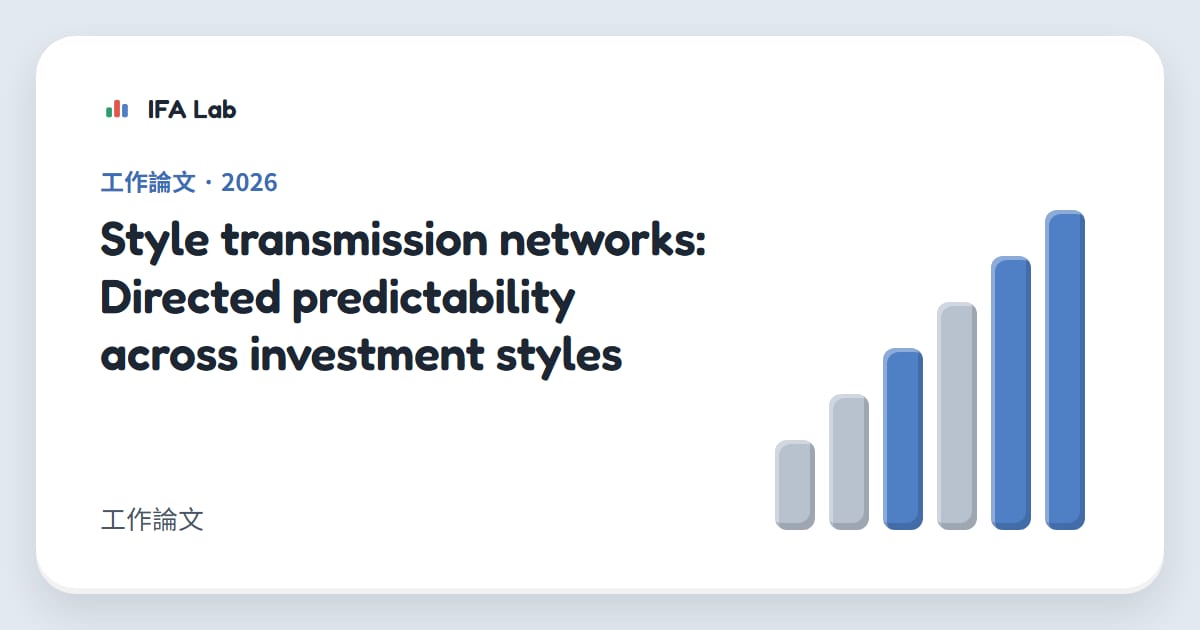 IFA Lab
工作論文 · 2026
Style transmission networks:
Directed predictability
across investment styles
工作論文